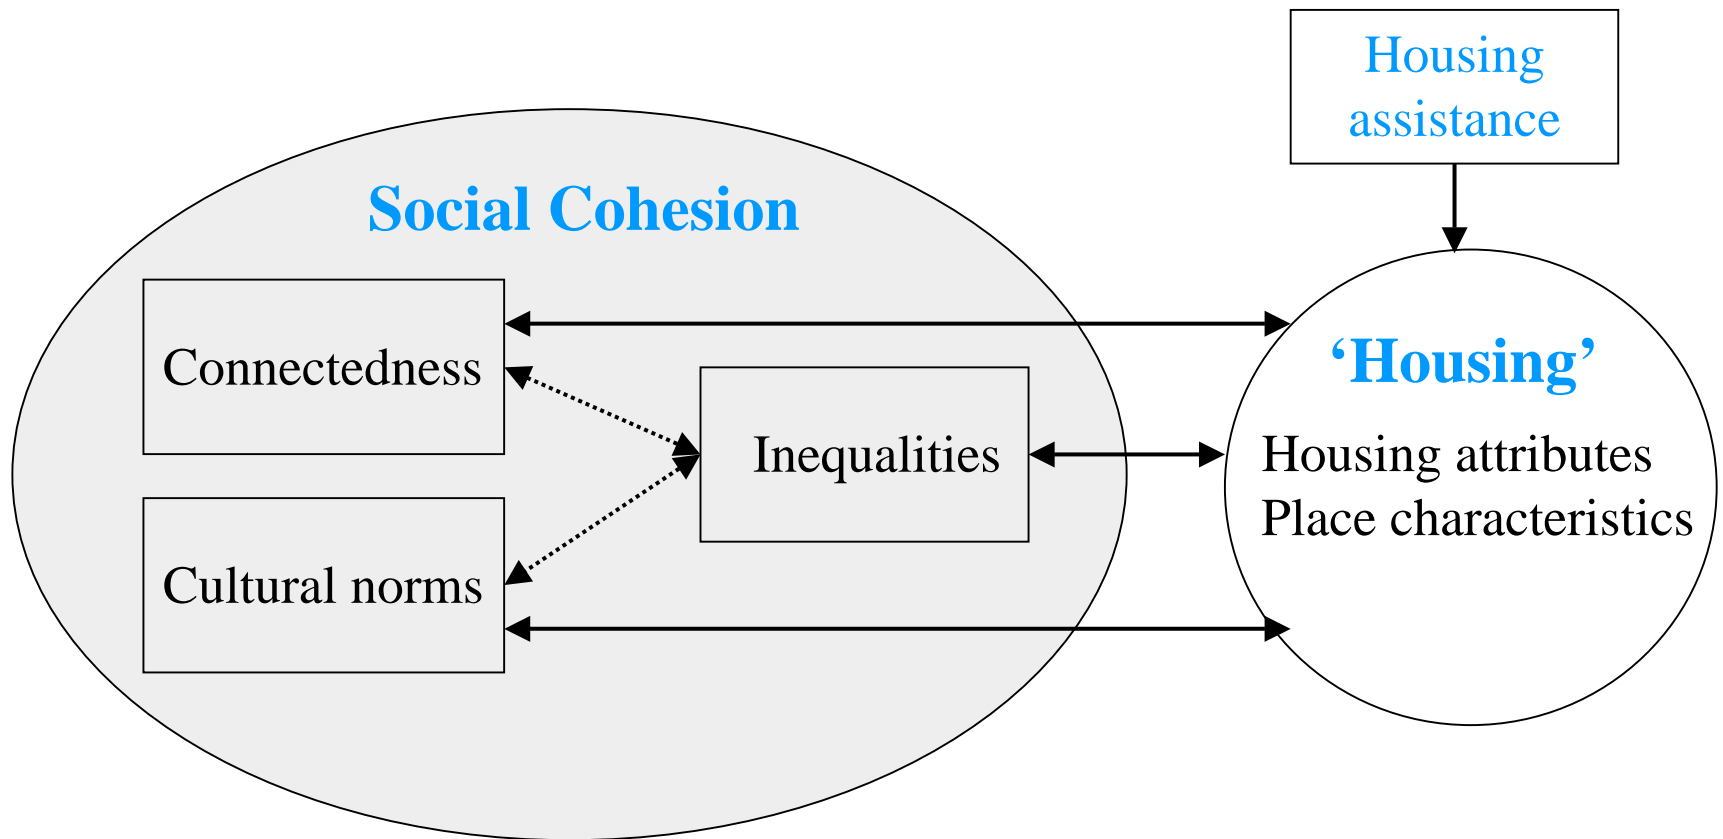 Housing
assistance
Social Cohesion
Connectedness
Inequalities
Cultural norms
‘Housing’
Housing attributes
Place characteristics